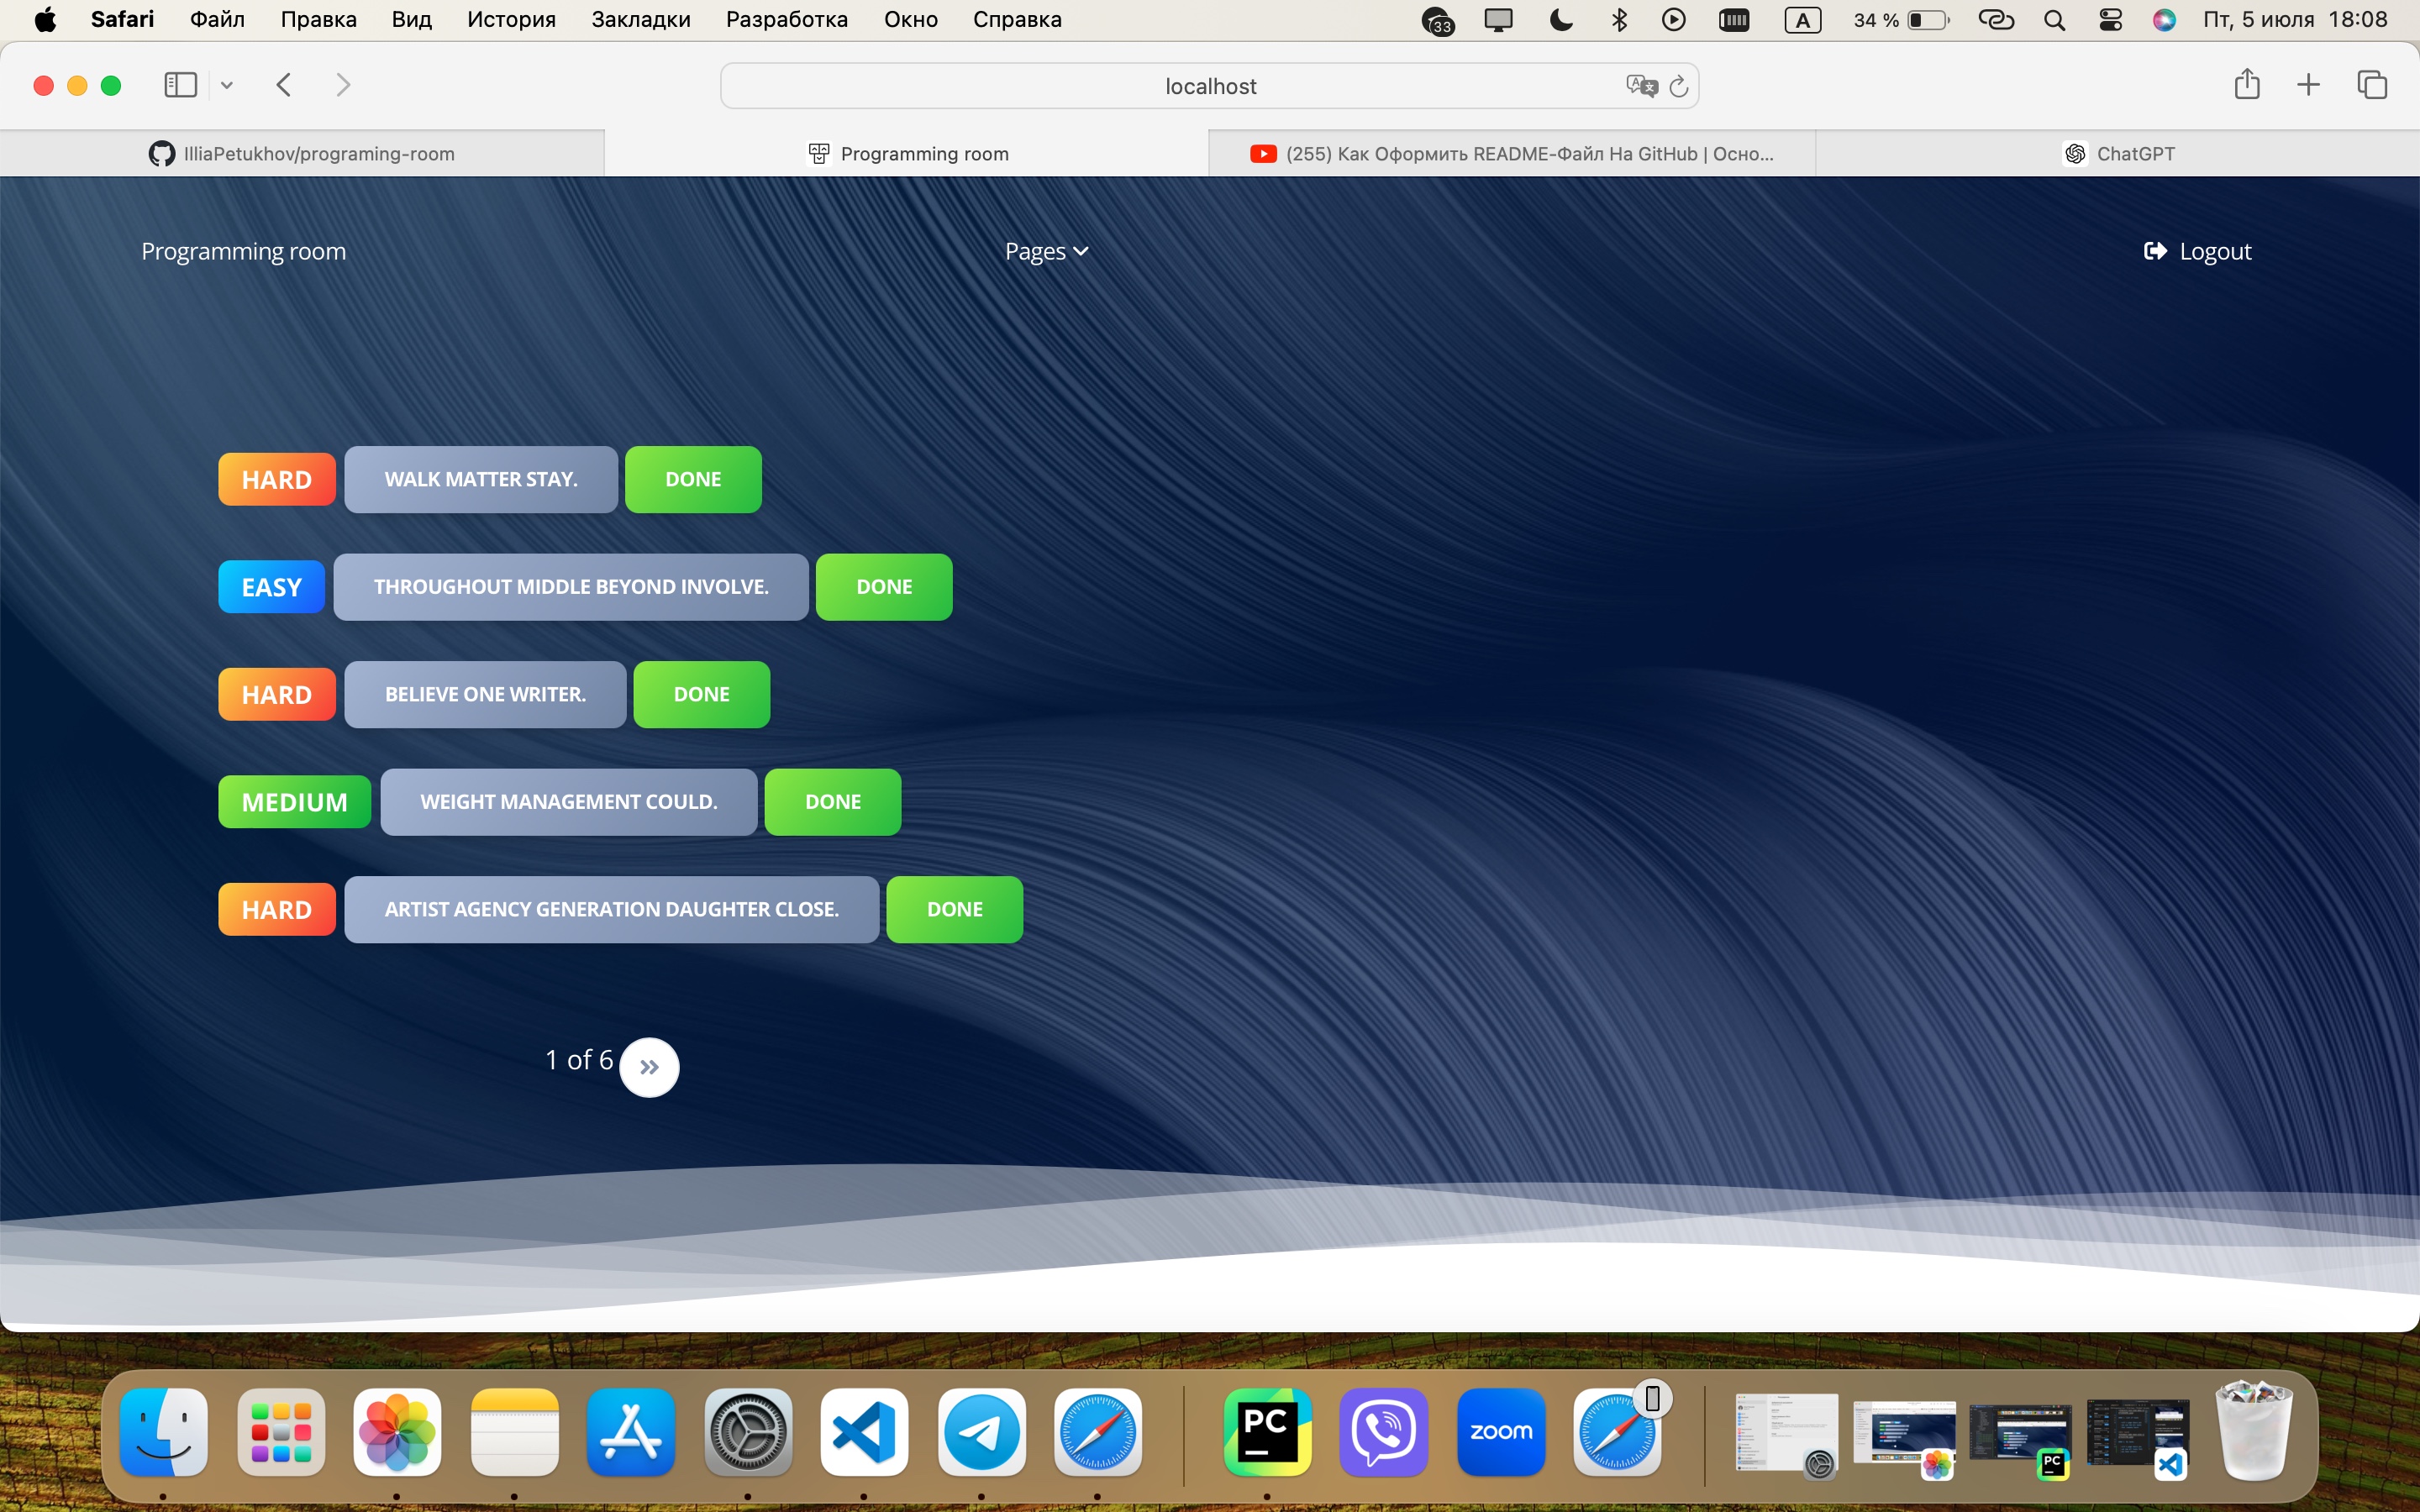 Safari Файл Правка Вид История Закладки Разработка Окно Справка 33 A 34 % Пт, 5 июля 18:08
localhost
IlliaPetukhov/programing-room Programming room (255) Как Оформить README-Файл На GitHub | Осно... ChatGPT
Programming room Pages Logout
HARD WALK MATTER STAY. DONE
EASY THROUGHOUT MIDDLE BEYOND INVOLVE. DONE
HARD BELIEVE ONE WRITER. DONE
MEDIUM WEIGHT MANAGEMENT COULD. DONE
HARD ARTIST AGENCY GENERATION DAUGHTER CLOSE. DONE
1 of 6 »
PC zoom PC